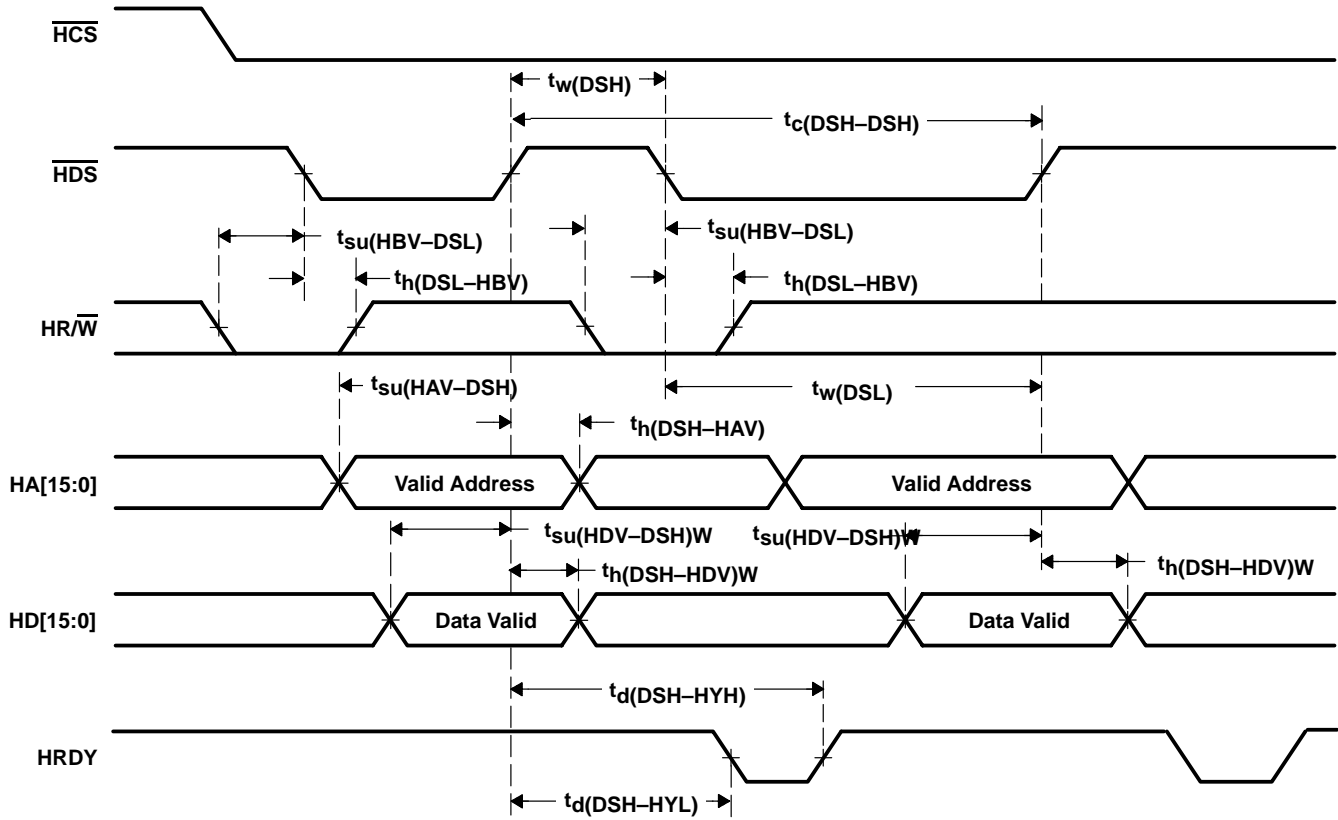 HCS
tw(DSH)
tc(DSH–DSH)
HDS
tsu(HBV–DSL)
tsu(HBV–DSL)
th(DSL–HBV)
th(DSL–HBV)
HR/W
tsu(HAV–DSH)
tw(DSL)
th(DSH–HAV)
HA[15:0]
Valid Address
Valid Address
tsu(HDV–DSH)W
tsu(HDV–DSH)W
th(DSH–HDV)W
th(DSH–HDV)W
HD[15:0]
Data Valid
Data Valid
td(DSH–HYH)
HRDY
td(DSH–HYL)